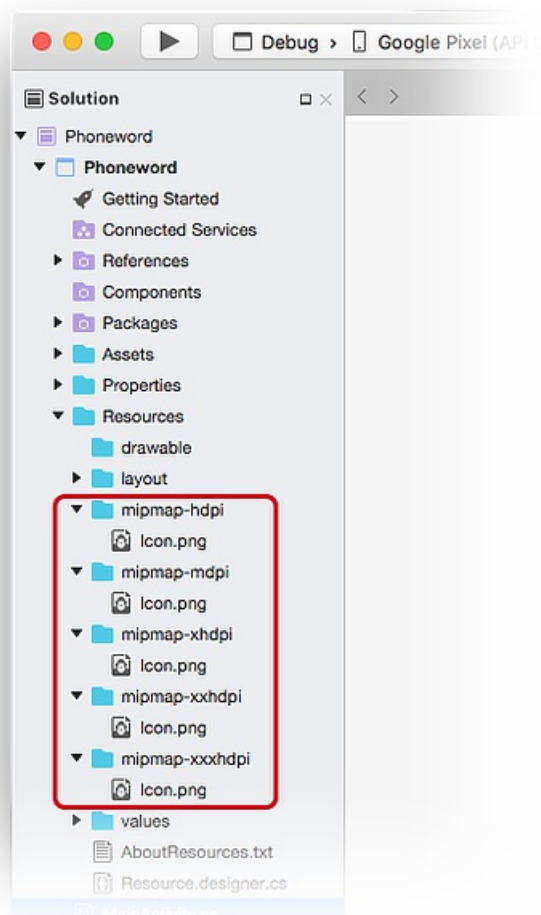 Debug > Google Pixel (API
Solution
Phoneword
Phoneword
Getting Started
Connected Services
References
Components
Packages
Assets
Properties
Resources
drawable
layout
mipmap-hdpi
Icon.png
mipmap-mdpi
Icon.png
mipmap-xhdpi
Icon.png
mipmap-xxhdpi
Icon.png
mipmap-xxxhdpi
Icon.png
values
AboutResources.txt
Resource.designer.cs